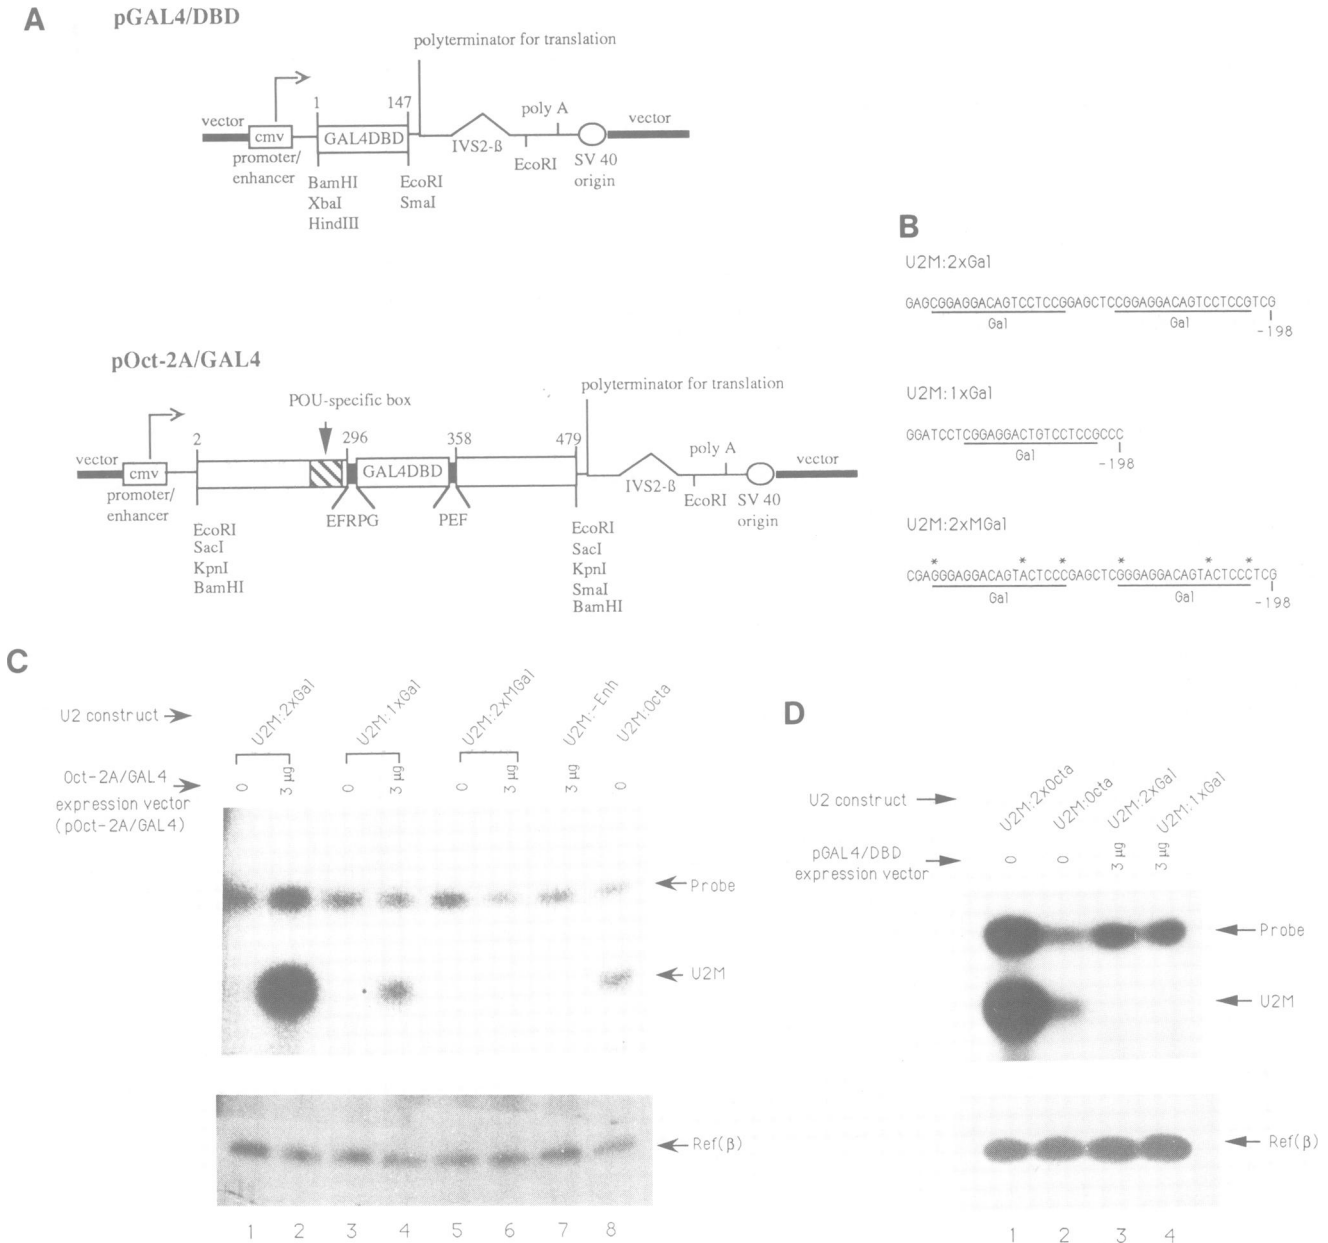 A
pGAL4/DBD
polyterminator for translation
1
147
poly A
vector
cmv
GAL4DBD
vector
promoter/
enhancer
IVS2-ß
EcoRI
SV 40
origin
BamHI
XbaI
HindIII
EcoRI
SmaI
pOct-2A/GAL4
polyterminator for translation
POU-specific box
2
296
358
479
poly A
vector
cmv
GAL4DBD
vector
promoter/
enhancer
IVS2-ß
EcoRI
SV 40
origin
EFRPG
PEF
EcoRI
SacI
KpnI
BamHI
EcoRI
SacI
KpnI
SmaI
BamHI
B
U2M:2xGal
GAGCGGAGGACAGTCCTCCGGAGCTCCGGAGGACAGTCCTCCGTCG
Gal
Gal
-198
U2M:1xGal
GGATCCTCGGAGGACTGTCCTCCGCCC
Gal
-198
U2M:2xMGal
* * * * * *
CGAGGGAGGACAGTACTCCCGAGCTCGGGAGGACAGTACTCCCTCG
Gal
Gal
-198
C
U2 construct
U2M:2xGal
U2M:1xGal
U2M:2xMGal
U2M:-Enh
U2M:Octa
Oct-2A/GAL4
expression vector
(pOct-2A/GAL4)
0
3 µg
0
3 µg
0
3 µg
3 µg
0
Probe
U2M
Ref(β)
1 2 3 4 5 6 7 8
D
U2 construct
U2M:2xOcta
U2M:Octa
U2M:2xGal
U2M:1xGal
pGAL4/DBD
expression vector
0
0
3 µg
3 µg
Probe
U2M
Ref(β)
1 2 3 4